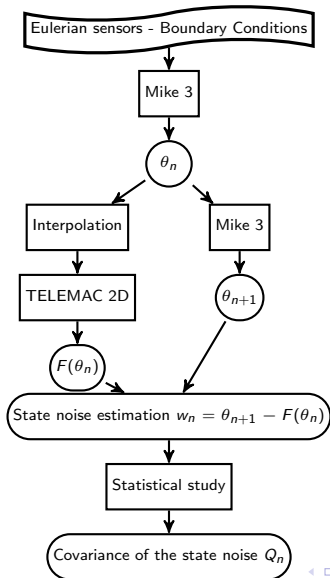 Eulerian sensors - Boundary Conditions
Mike 3
θₙ
Interpolation
Mike 3
TELEMAC 2D
θₙ₊₁
F(θₙ)
State noise estimation wₙ = θₙ₊₁ − F(θₙ)
Statistical study
Covariance of the state noise Qₙ